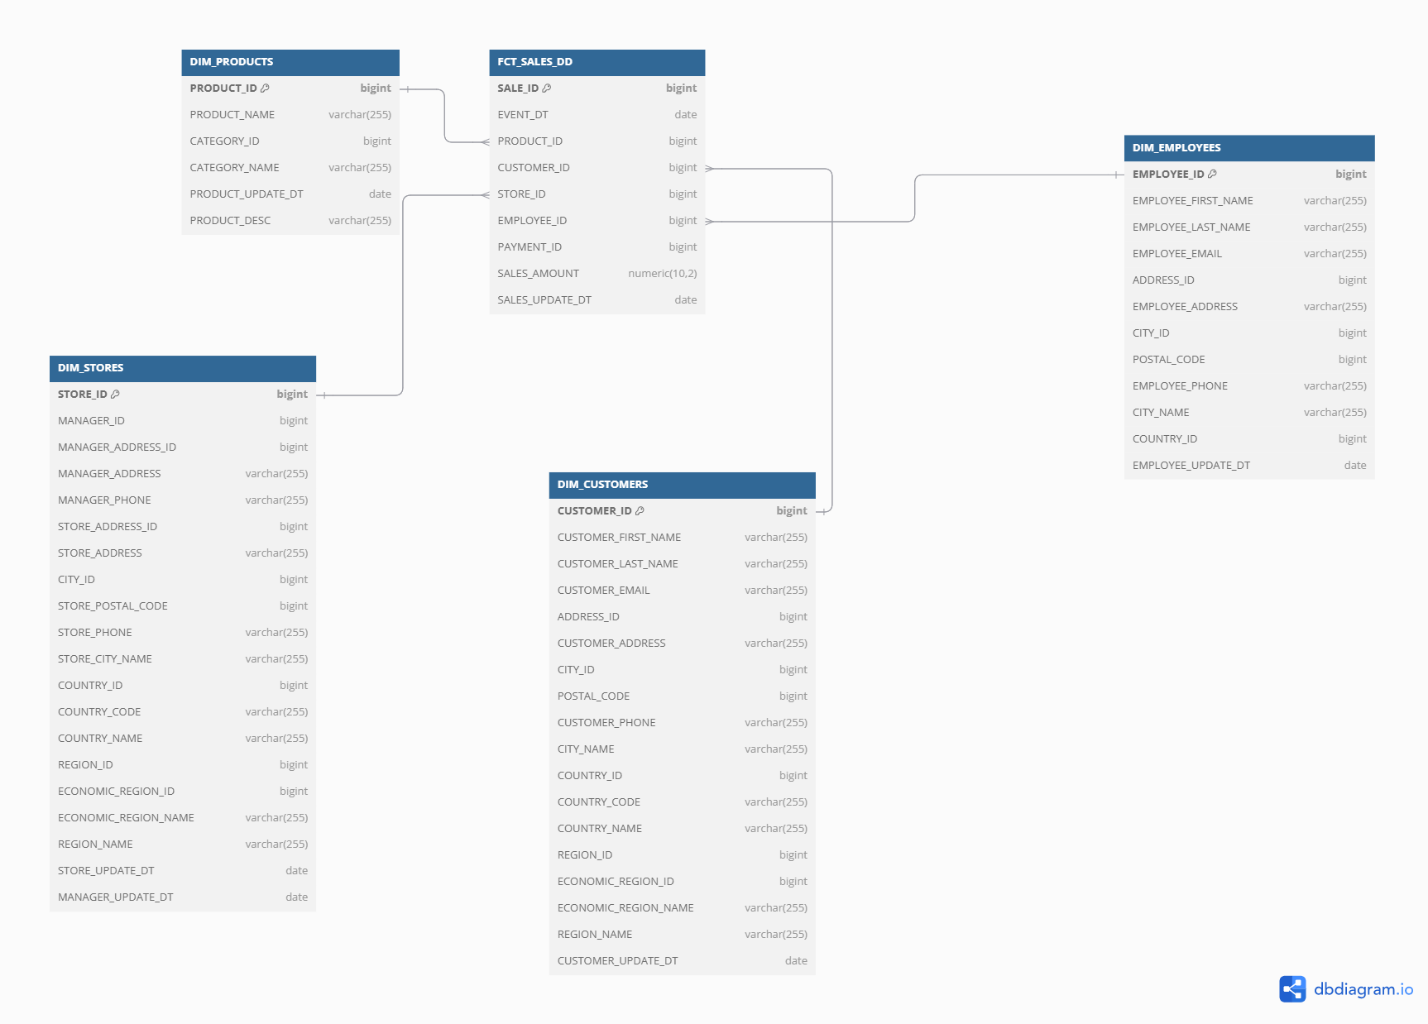 DIM_PRODUCTS
PRODUCT_ID bigint
PRODUCT_NAME varchar(255)
CATEGORY_ID bigint
CATEGORY_NAME varchar(255)
PRODUCT_UPDATE_DT date
PRODUCT_DESC varchar(255)
FCT_SALES_DD
SALE_ID bigint
EVENT_DT date
PRODUCT_ID bigint
CUSTOMER_ID bigint
STORE_ID bigint
EMPLOYEE_ID bigint
PAYMENT_ID bigint
SALES_AMOUNT numeric(10,2)
SALES_UPDATE_DT date
DIM_EMPLOYEES
EMPLOYEE_ID bigint
EMPLOYEE_FIRST_NAME varchar(255)
EMPLOYEE_LAST_NAME varchar(255)
EMPLOYEE_EMAIL varchar(255)
ADDRESS_ID bigint
EMPLOYEE_ADDRESS varchar(255)
CITY_ID bigint
POSTAL_CODE bigint
EMPLOYEE_PHONE varchar(255)
CITY_NAME varchar(255)
COUNTRY_ID bigint
EMPLOYEE_UPDATE_DT date
DIM_STORES
STORE_ID bigint
MANAGER_ID bigint
MANAGER_ADDRESS_ID bigint
MANAGER_ADDRESS varchar(255)
MANAGER_PHONE varchar(255)
STORE_ADDRESS_ID bigint
STORE_ADDRESS varchar(255)
CITY_ID bigint
STORE_POSTAL_CODE bigint
STORE_PHONE varchar(255)
STORE_CITY_NAME varchar(255)
COUNTRY_ID bigint
COUNTRY_CODE varchar(255)
COUNTRY_NAME varchar(255)
REGION_ID bigint
ECONOMIC_REGION_ID bigint
ECONOMIC_REGION_NAME varchar(255)
REGION_NAME varchar(255)
STORE_UPDATE_DT date
MANAGER_UPDATE_DT date
DIM_CUSTOMERS
CUSTOMER_ID bigint
CUSTOMER_FIRST_NAME varchar(255)
CUSTOMER_LAST_NAME varchar(255)
CUSTOMER_EMAIL varchar(255)
ADDRESS_ID bigint
CUSTOMER_ADDRESS varchar(255)
CITY_ID bigint
POSTAL_CODE bigint
CUSTOMER_PHONE varchar(255)
CITY_NAME varchar(255)
COUNTRY_ID bigint
COUNTRY_CODE varchar(255)
COUNTRY_NAME varchar(255)
REGION_ID bigint
ECONOMIC_REGION_ID bigint
ECONOMIC_REGION_NAME varchar(255)
REGION_NAME varchar(255)
CUSTOMER_UPDATE_DT date
dbdiagram.io